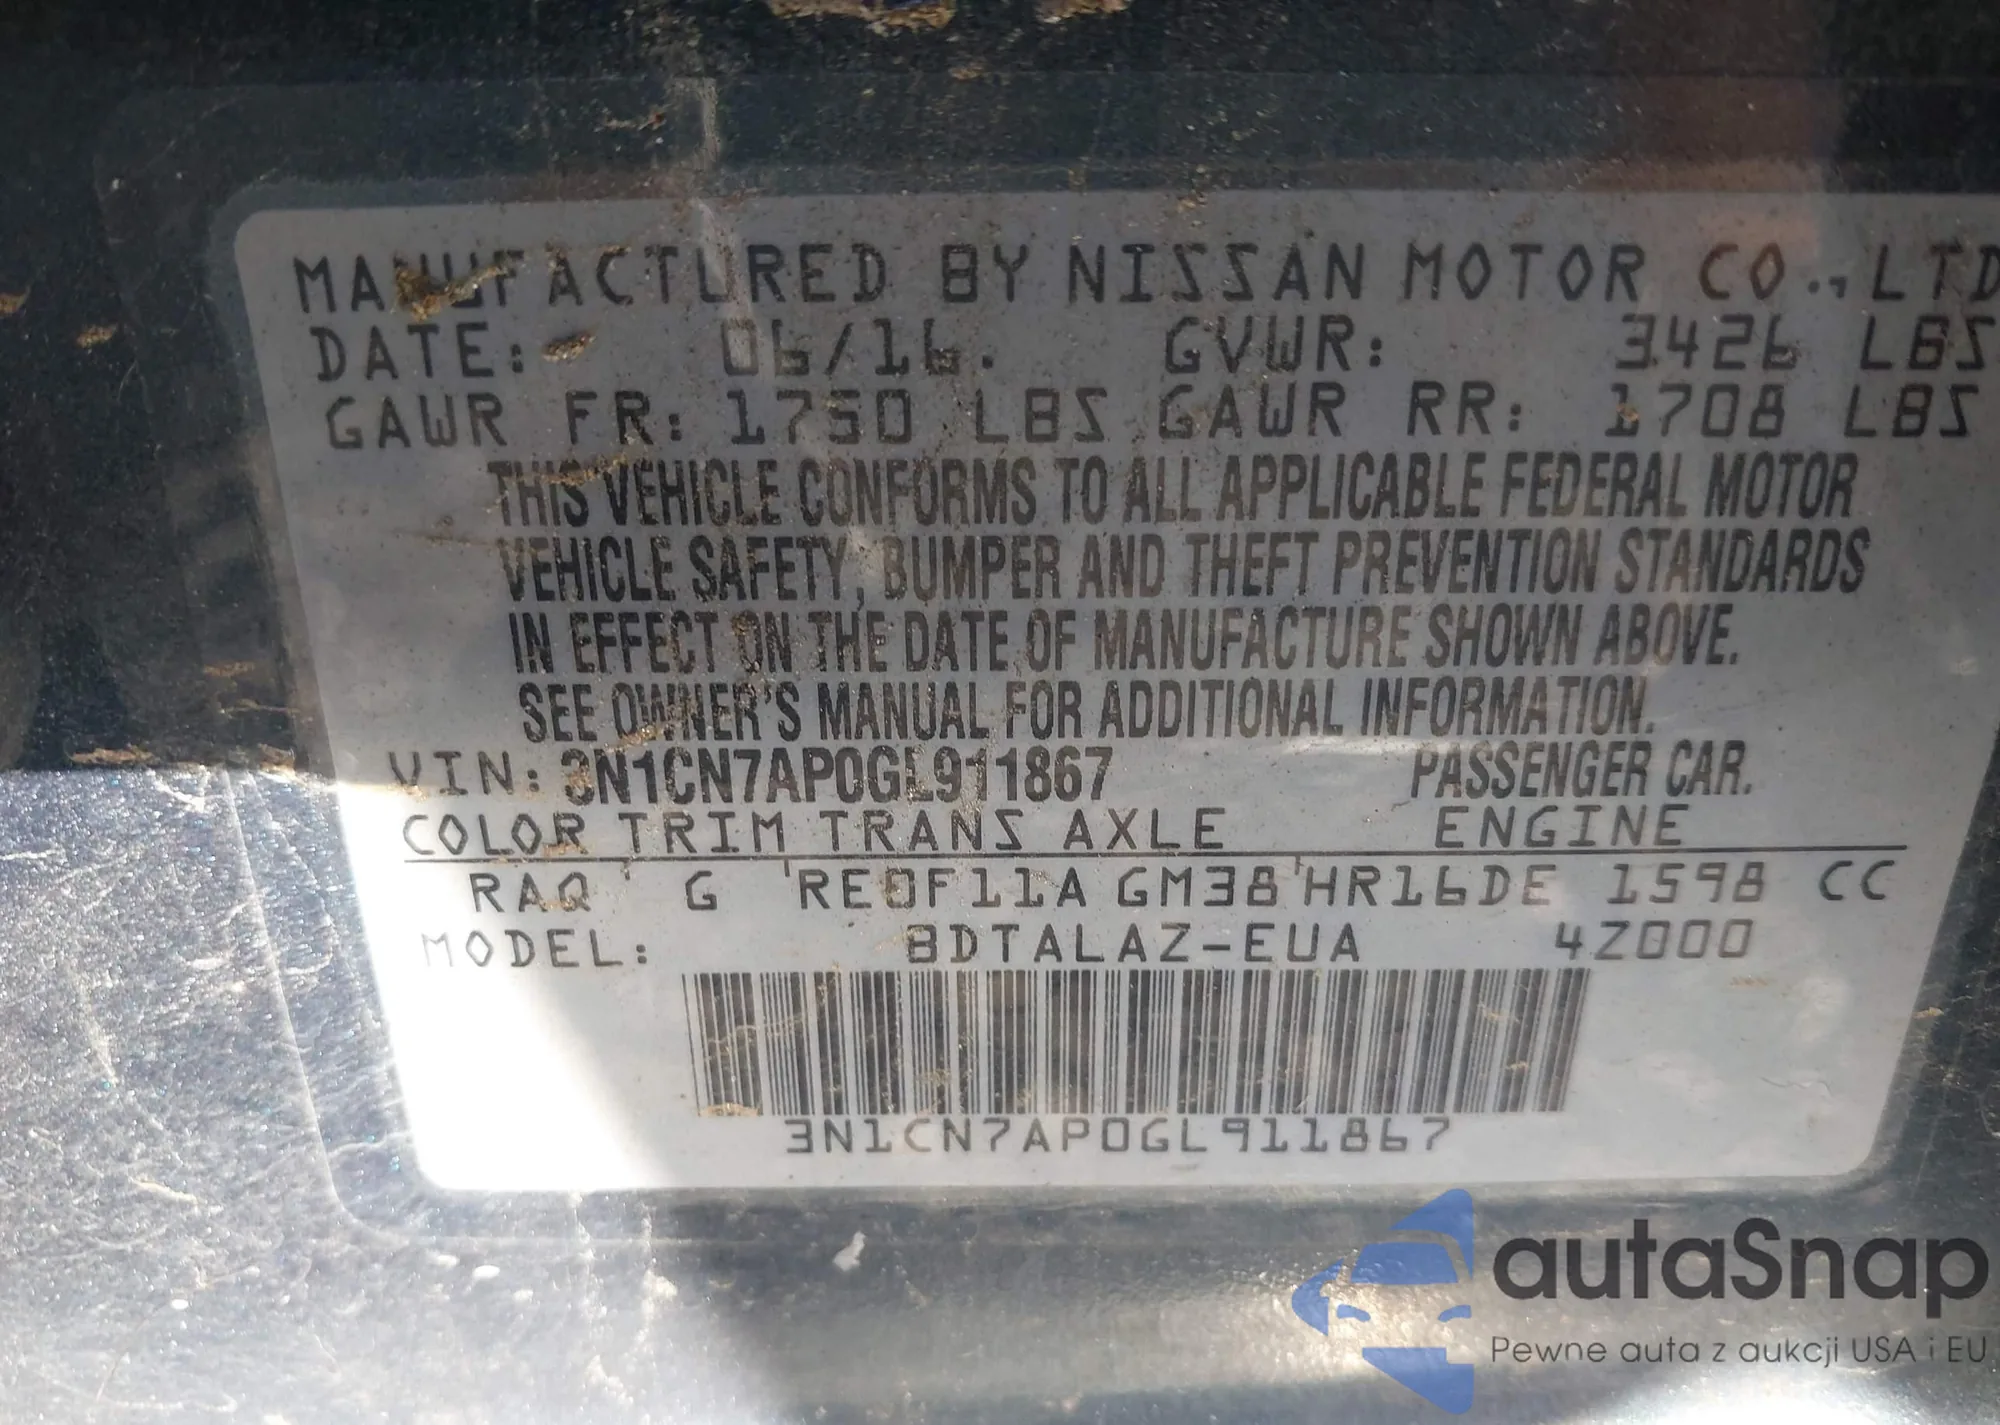 MANUFACTURED BY NISSAN MOTOR CO., LTD
DATE: 06/16. GVWR: 3426 LBS
GAWR FR: 1750 LBS GAWR RR: 1708 LBS
THIS VEHICLE CONFORMS TO ALL APPLICABLE FEDERAL MOTOR
VEHICLE SAFETY, BUMPER AND THEFT PREVENTION STANDARDS
IN EFFECT ON THE DATE OF MANUFACTURE SHOWN ABOVE.
SEE OWNER'S MANUAL FOR ADDITIONAL INFORMATION.
VIN: 3N1CN7AP0GL911867 PASSENGER CAR.
COLOR TRIM TRANS AXLE ENGINE
RAQ G RE0F11A GM38 HR16DE 1598 CC
MODEL: BDTALAZ-EUA 4Z000
3N1CN7AP0GL911867
autaSnap
Pewne auta z aukcji USA i EU